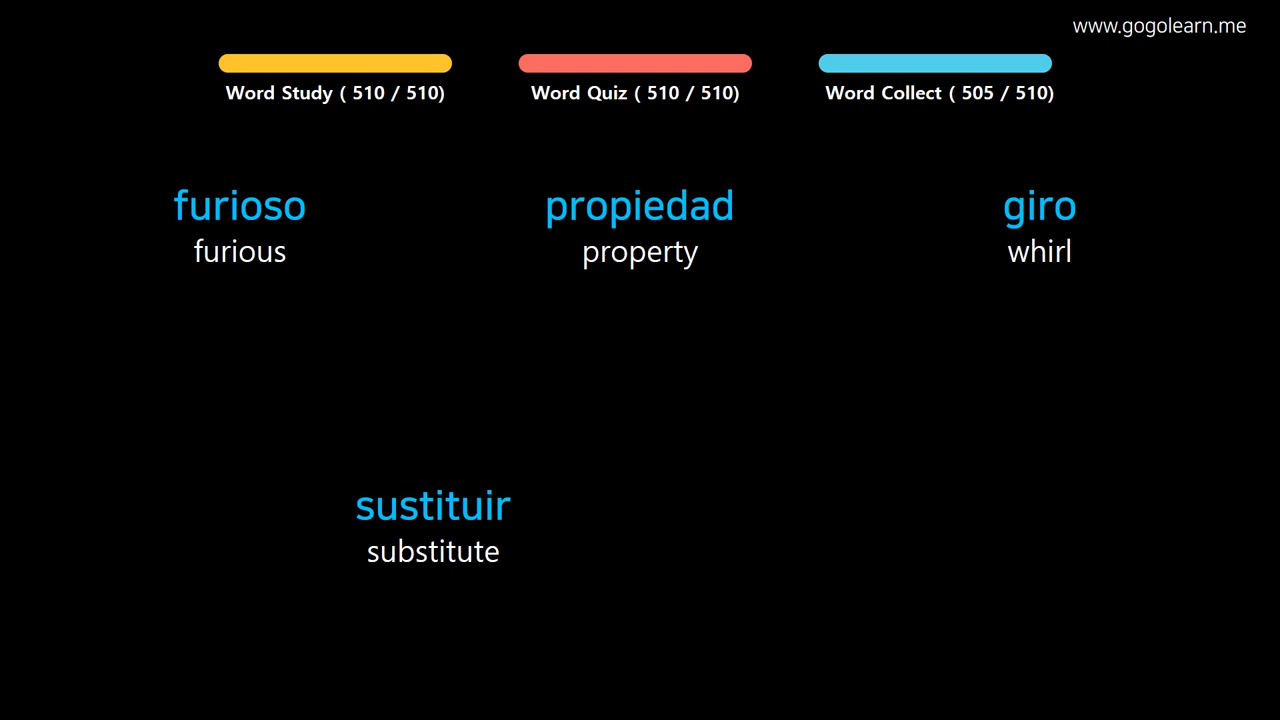 www.gogolearn.me
Word Study ( 510 / 510)
Word Quiz ( 510 / 510)
Word Collect ( 505 / 510)
furioso
furious
propiedad
property
giro
whirl
sustituir
substitute